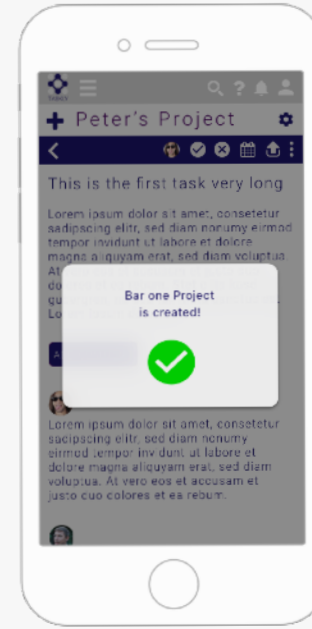 Peter's Project
This is the first task very long
Lorem ipsum dolor sit amet, consetetur
sadipscing elitr, sed diam nonumy eirmod
tempor invidunt ut labore et dolore
magna aliquyam erat, sed diam voluptua.
Bar one Project
is created!
Lorem ipsum dolor sit amet, consetetur
sadipscing elitr, sed diam nonumy
eirmod tempor inv dunt ut labore et
dolore magna aliquyam erat, sed diam
voluptua. At vero eos et accusam et
justo cuo colores et ea rebum.